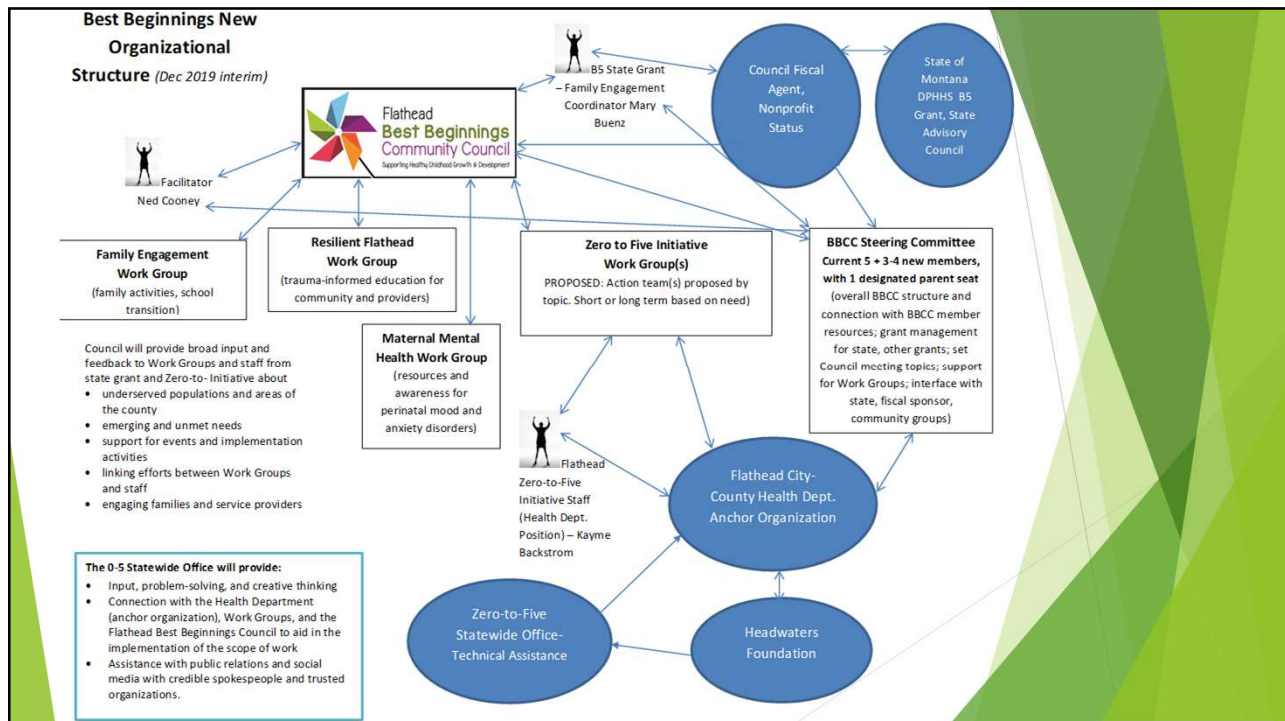 Best Beginnings New
Organizational
Structure (Dec 2019 interim)
B5 State Grant
– Family Engagement
Coordinator Mary
Buenz
Council Fiscal
Agent,
Nonprofit
Status
State of
Montana
DPHHS B5
Grant, State
Advisory
Council
Flathead
Best Beginnings
Community Council
Supporting Healthy Childhood Growth & Development
Facilitator
Ned Cooney
Family Engagement
Work Group
(family activities, school
transition)
Resilient Flathead
Work Group
(trauma-informed education for
community and providers)
Maternal Mental
Health Work Group
(resources and
awareness for
perinatal mood and
anxiety disorders)
Zero to Five Initiative
Work Group(s)
PROPOSED: Action team(s) proposed by
topic. Short or long term based on need)
BBCC Steering Committee
Current 5 + 3-4 new members,
with 1 designated parent seat
(overall BBCC structure and
connection with BBCC member
resources; grant management
for state, other grants; set
Council meeting topics; support
for Work Groups; interface with
state, fiscal sponsor,
community groups)
Council will provide broad input and
feedback to Work Groups and staff from
state grant and Zero-to- Initiative about
• underserved populations and areas of
the county
• emerging and unmet needs
• support for events and implementation
activities
• linking efforts between Work Groups
and staff
• engaging families and service providers
Flathead
Zero-to-Five
Initiative Staff
(Health Dept.
Position) – Kayme
Backstrom
Flathead City-
County Health Dept.
Anchor Organization
The 0-5 Statewide Office will provide:
• Input, problem-solving, and creative thinking
• Connection with the Health Department
(anchor organization), Work Groups, and the
Flathead Best Beginnings Council to aid in the
implementation of the scope of work
• Assistance with public relations and social
media with credible spokespeople and trusted
organizations.
Zero-to-Five
Statewide Office-
Technical Assistance
Headwaters
Foundation